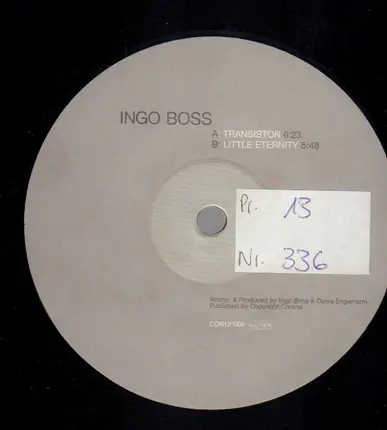 INGO BOSS
A: TRANSISTOR 6:23
B: LITTLE ETERNITY 5:48
Pr. 13
Nr. 336
Written & Produced by Ingo Boss & Denis Engemann
Published by Copyright Control